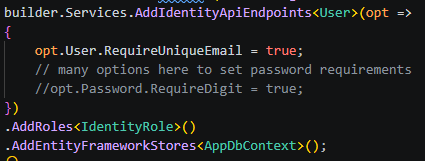 builder.Services.AddIdentityApiEndpoints<User>(opt =>
{
    opt.User.RequireUniqueEmail = true;
    // many options here to set password requirements
    //opt.Password.RequireDigit = true;
})
.AddRoles<IdentityRole>()
.AddEntityFrameworkStores<AppDbContext>();